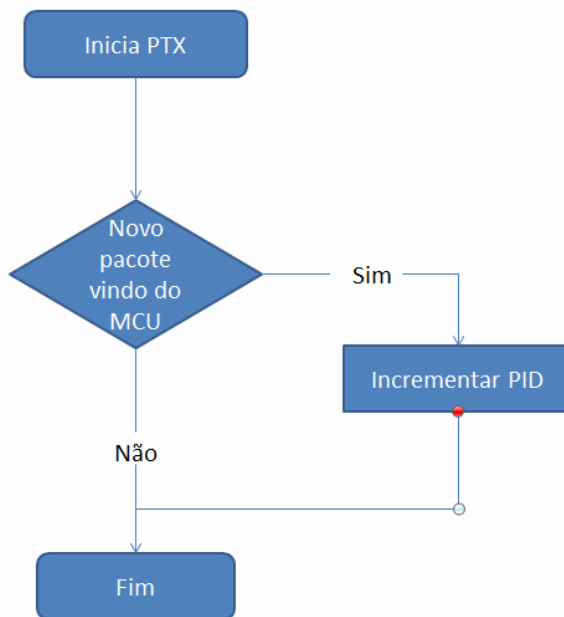 Inicia PTX
Novo
pacote
vindo do
MCU
Sim
Incrementar PID
Não
Fim